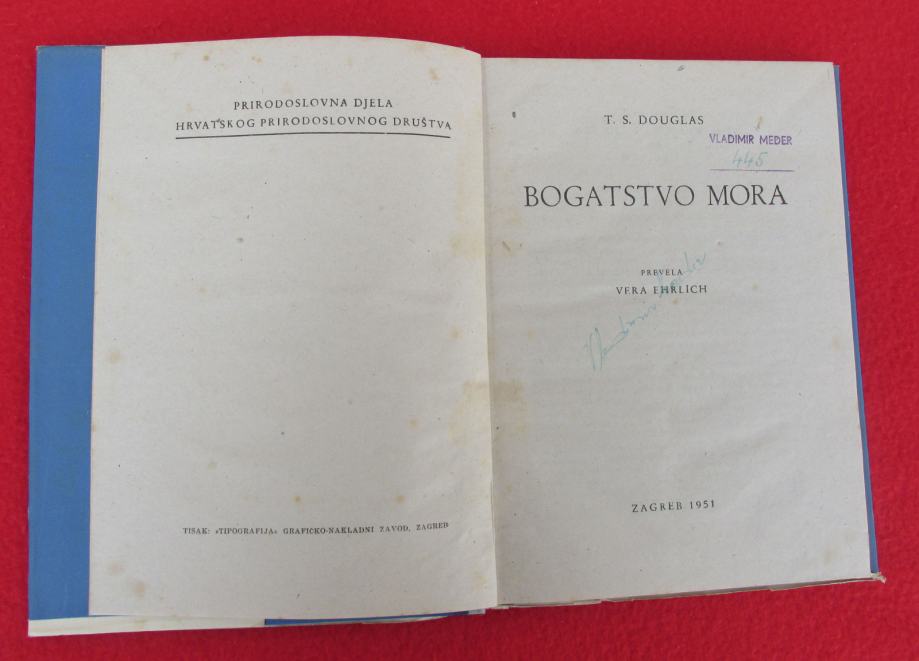 PRIRODOSLOVNA DJELA
HRVATSKOG PRIRODOSLOVNOG DRUŠTVA
TISAK: »TIPOGRAFIJA« GRAFIČKO-NAKLADNI ZAVOD, ZAGREB
T. S. DOUGLAS
VLADIMIR MEDER
445
BOGATSTVO MORA
PREVELA
VERA EHRLICH
ZAGREB 1951